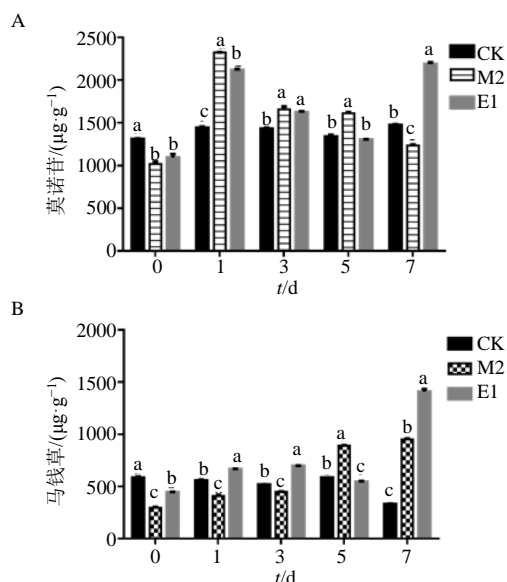 A
2500
2000
1500
1000
500
0
莫诺苷/(μg·g⁻¹)
a b b
c a b
b a a
b a b
b c a
CK
M2
E1
0 1 3 5 7
t/d
B
2000
1500
1000
500
0
马钱草/(μg·g⁻¹)
a c b
b c a
b c a
b a c
c b a
CK
M2
E1
0 1 3 5 7
t/d